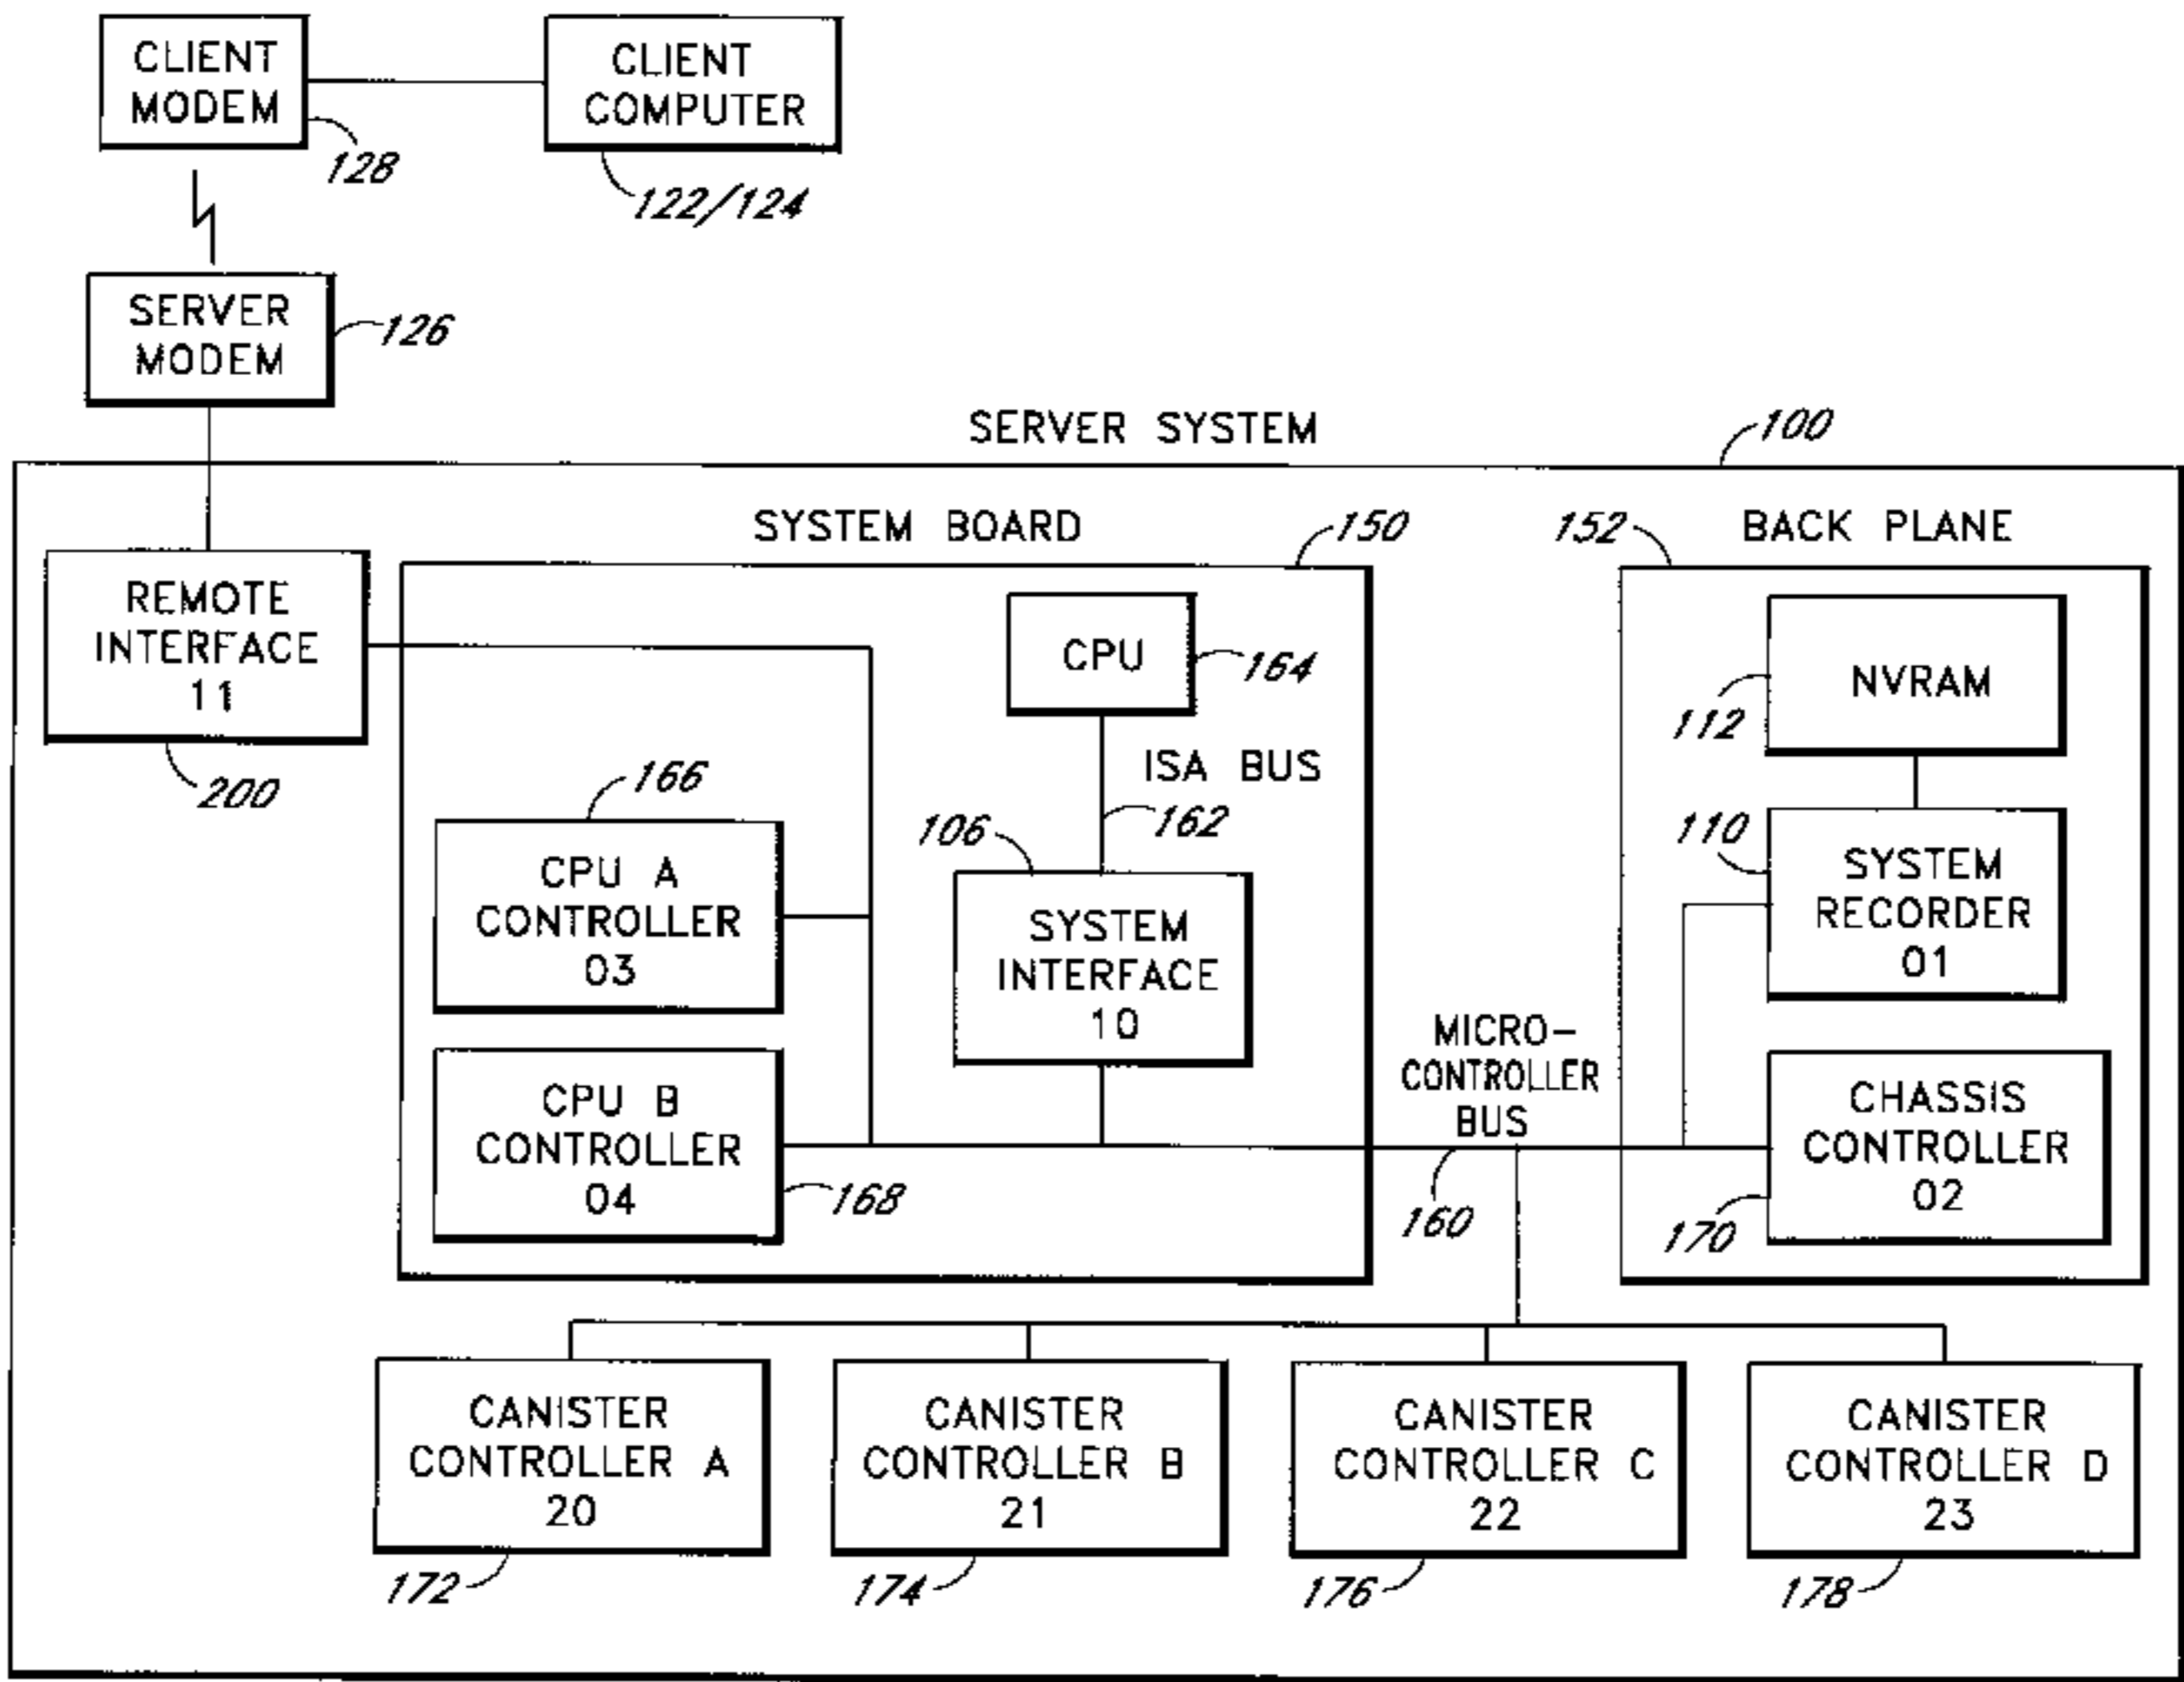 CLIENT
MODEM
128
CLIENT
COMPUTER
122/124
SERVER
MODEM
126
SERVER SYSTEM
100
SYSTEM BOARD
150
152
BACK PLANE
REMOTE
INTERFACE
11
200
CPU
164
ISA BUS
162
NVRAM
112
166
CPU A
CONTROLLER
03
106
SYSTEM
INTERFACE
10
110
SYSTEM
RECORDER
01
CPU B
CONTROLLER
04
168
MICRO-
CONTROLLER
BUS
160
CHASSIS
CONTROLLER
02
170
CANISTER
CONTROLLER A
20
172
CANISTER
CONTROLLER B
21
174
CANISTER
CONTROLLER C
22
176
CANISTER
CONTROLLER D
23
178